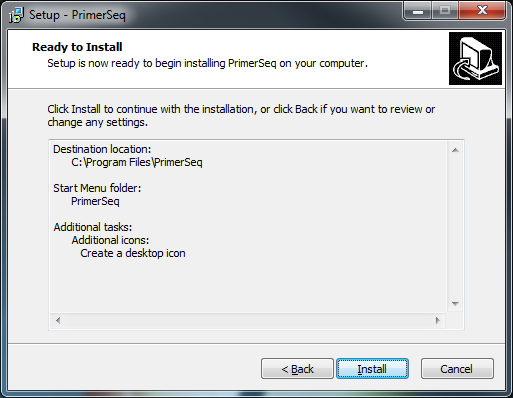 Setup - PrimerSeq
Ready to Install
Setup is now ready to begin installing PrimerSeq on your computer.
Click Install to continue with the installation, or click Back if you want to review or
change any settings.
Destination location:
C:\Program Files\PrimerSeq
Start Menu folder:
PrimerSeq
Additional tasks:
Additional icons:
Create a desktop icon
< Back
Install
Cancel